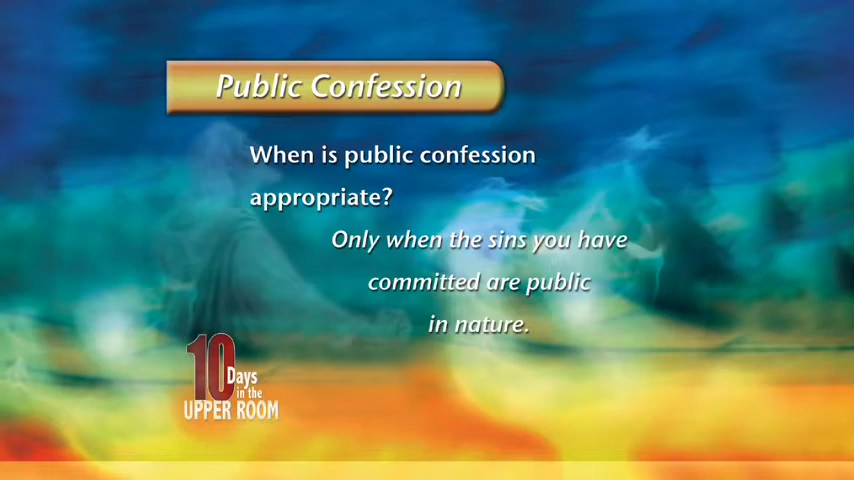 Public Confession
When is public confession
appropriate?
Only when the sins you have
committed are public
in nature.
10
Days
in the
UPPER ROOM